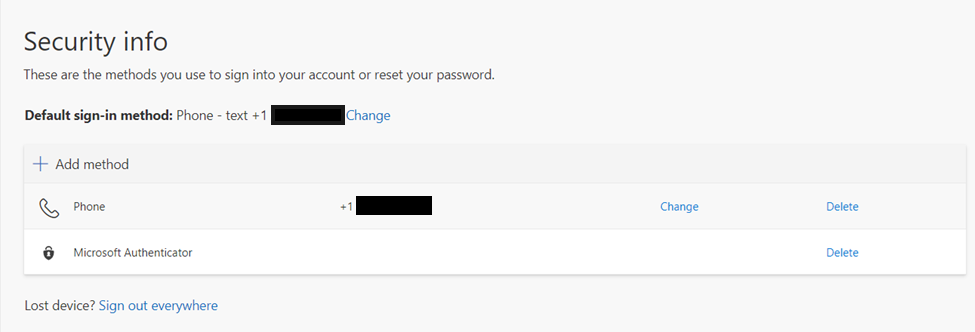 Security info
These are the methods you use to sign into your account or reset your password.
Default sign-in method: Phone - text +1 Change
+ Add method
Phone +1 Change Delete
Microsoft Authenticator Delete
Lost device? Sign out everywhere